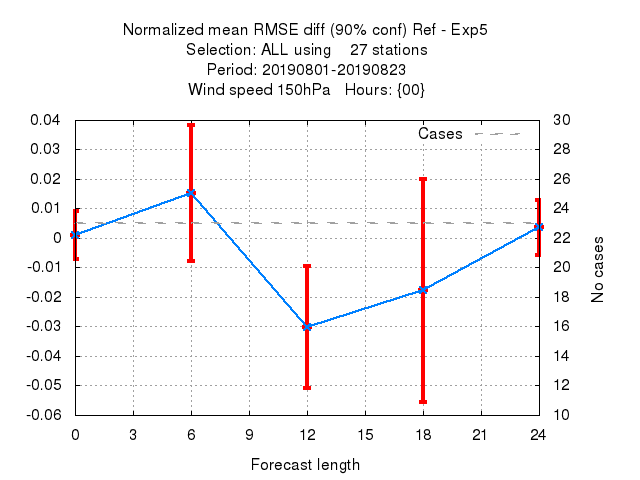 Normalized mean RMSE diff (90% conf) Ref - Exp5
Selection: ALL using    27 stations
Period: 20190801-20190823
Wind speed 150hPa   Hours: {00}
Cases
0.04
0.03
0.02
0.01
0
-0.01
-0.02
-0.03
-0.04
-0.05
-0.06
30
28
26
24
22
20
18
16
14
12
10
No cases
0 3 6 9 12 15 18 21 24
Forecast length